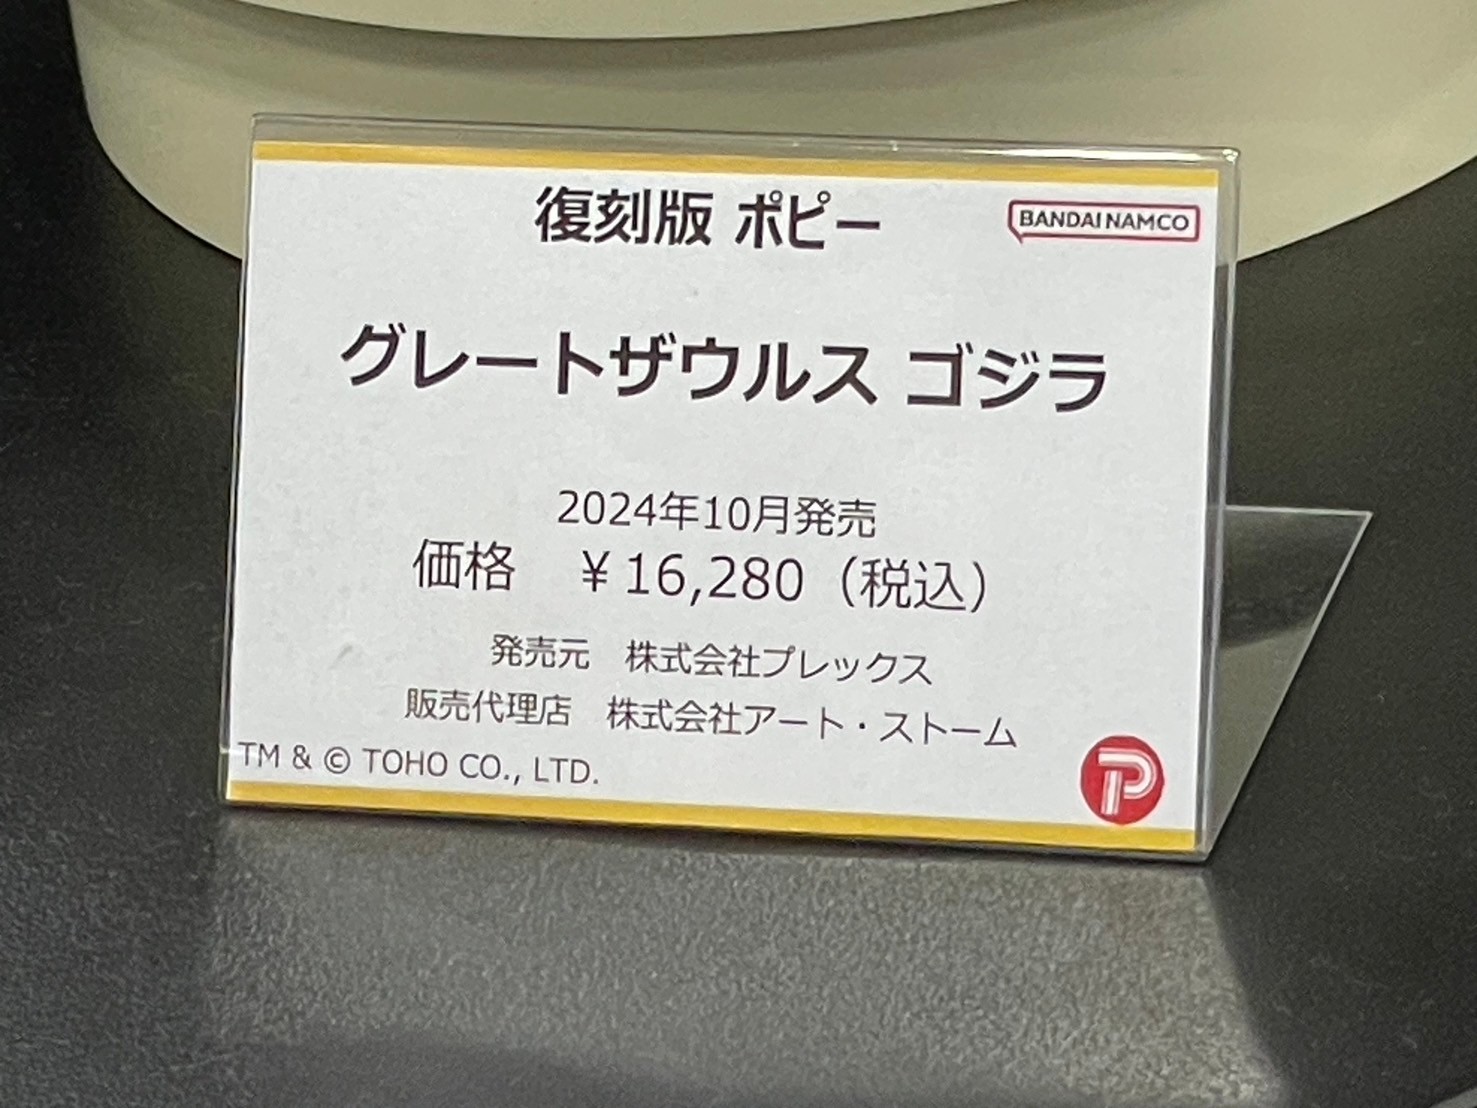 復刻版 ポピー
BANDAI NAMCO
グレートザウルス ゴジラ
2024年10月発売
価格　¥16,280（税込）
発売元　株式会社プレックス
販売代理店　株式会社アート・ストーム
TM & © TOHO CO., LTD.
P